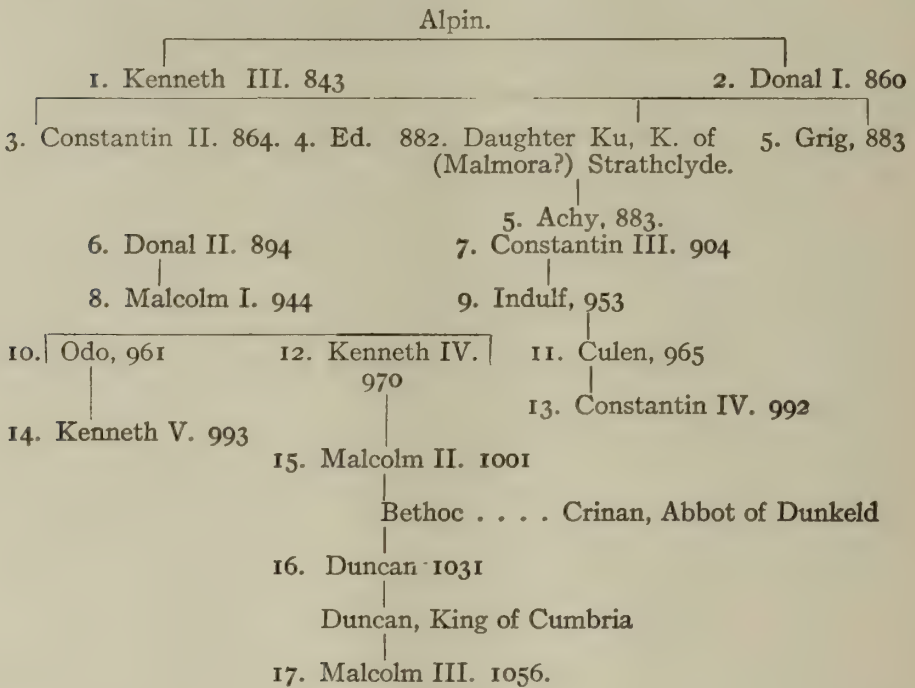 Alpin.
1. Kenneth III. 843 2. Donal I. 860
3. Constantin II. 864. 4. Ed. 882. Daughter Ku, K. of 5. Grig, 883
(Malmora?) Strathclyde.
5. Achy, 883.
6. Donal II. 894 7. Constantin III. 904
8. Malcolm I. 944 9. Indulf, 953
10. Odo, 961 12. Kenneth IV. 11. Culen, 965
970
13. Constantin IV. 992
14. Kenneth V. 993
15. Malcolm II. 1001
Bethoc . . . . Crinan, Abbot of Dunkeld
16. Duncan 1031
Duncan, King of Cumbria
17. Malcolm III. 1056.